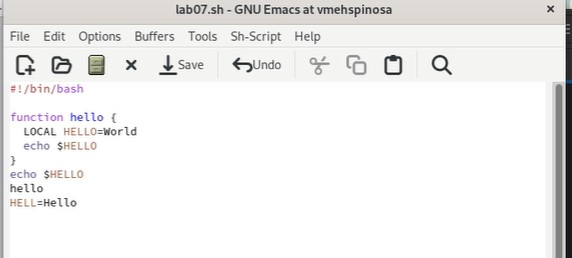 lab07.sh - GNU Emacs at vmehspinosa
File Edit Options Buffers Tools Sh-Script Help
Save Undo
#!/bin/bash
function hello {
LOCAL HELLO=World
echo $HELLO
}
echo $HELLO
hello
HELL=Hello